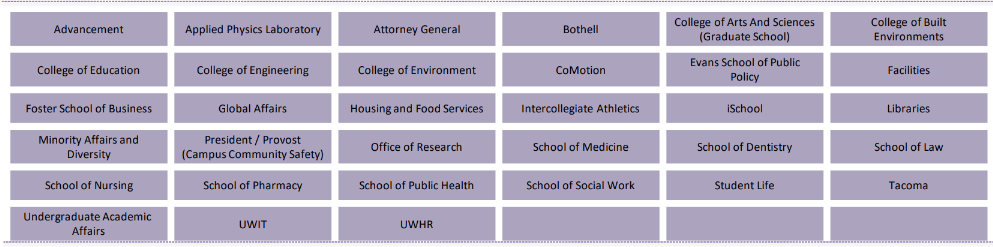 Advancement
Applied Physics Laboratory
Attorney General
Bothell
College of Arts And Sciences
(Graduate School)
College of Built
Environments
College of Education
College of Engineering
College of Environment
CoMotion
Evans School of Public
Policy
Facilities
Foster School of Business
Global Affairs
Housing and Food Services
Intercollegiate Athletics
iSchool
Libraries
Minority Affairs and
Diversity
President / Provost
(Campus Community Safety)
Office of Research
School of Medicine
School of Dentistry
School of Law
School of Nursing
School of Pharmacy
School of Public Health
School of Social Work
Student Life
Tacoma
Undergraduate Academic
Affairs
UWIT
UWHR